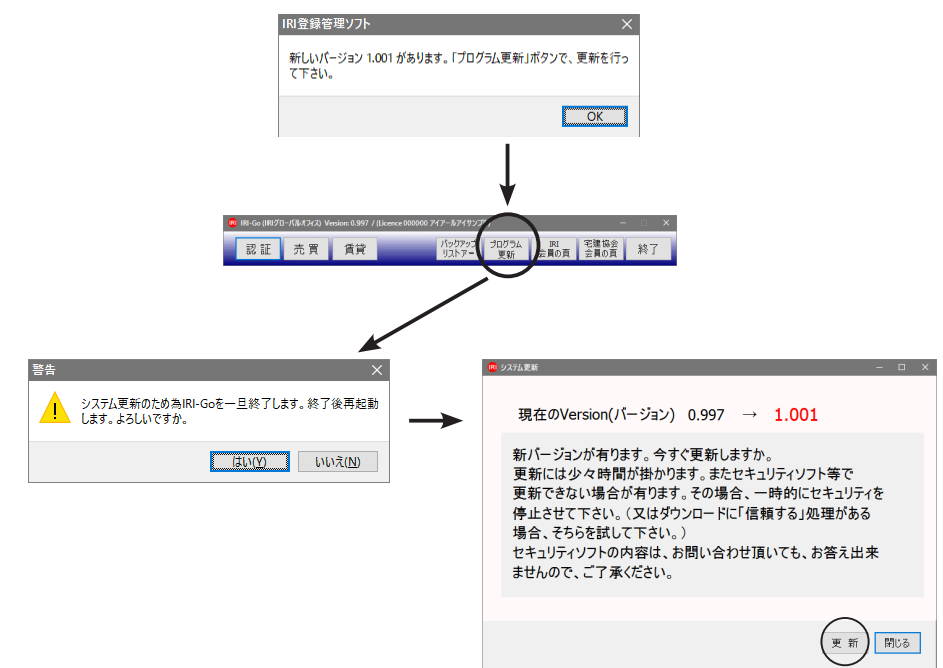 IRI登録管理ソフト
新しいバージョン 1.001 があります。「プログラム更新」ボタンで、更新を行っ
て下さい。
OK
IRI IRI-Go (IRIグローバルオフィス) Version: 0.997 / (Licence 000000 アイアールアイサンプル)
認 証 売 買 賃貸 バックアップ リストアー プログラム 更新 IRI 会員の頁 宅建協会 会員の頁 終了
警告
システム更新のため為IRI-Goを一旦終了します。終了後再起動
します。よろしいですか。
はい(Y) いいえ(N)
IRI システム更新
現在のVersion(バージョン) 0.997 → 1.001
新バージョンが有ります。今すぐ更新しますか。
更新には少々時間が掛かります。またセキュリティソフト等で
更新できない場合が有ります。その場合、一時的にセキュリティを
停止させて下さい。（又はダウンロードに「信頼する」処理がある
場合、そちらを試して下さい。）
セキュリティソフトの内容は、お問い合わせ頂いても、お答え出来
ませんので、ご了承ください。
更 新 閉じる